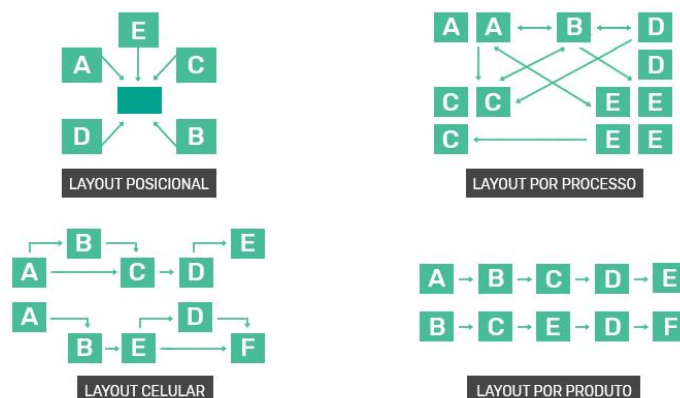 E
A C
D B
LAYOUT POSICIONAL
A A B D
D
C C E E
C E E
LAYOUT POR PROCESSO
B E
A C D
A D
B E F
LAYOUT CELULAR
A B C D E
B C E D F
LAYOUT POR PRODUTO